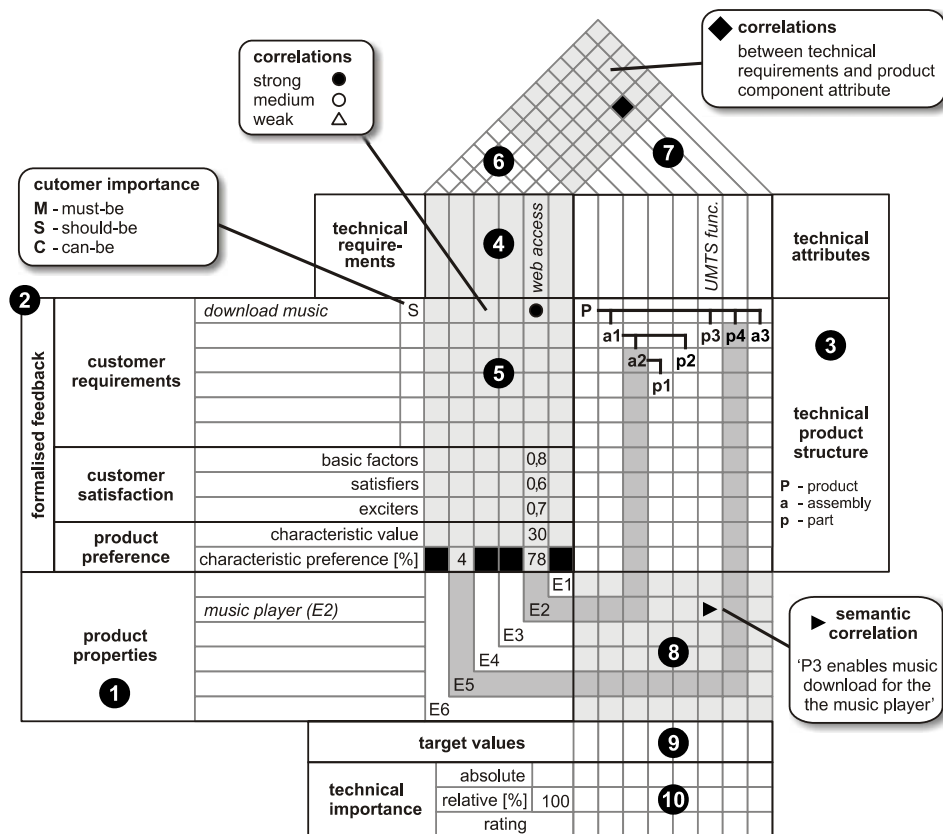 correlations
between technical
requirements and product
component attribute
correlations
strong
medium
weak
6
7
cutomer importance
M - must-be
S - should-be
C - can-be
technical
require-
ments
4
web access
UMTS func.
technical
attributes
2
formalised feedback
customer
requirements
download music
S
5
P
a1
p3
p4
a3
a2
p2
p1
3
technical
product
structure
P - product
a - assembly
p - part
customer
satisfaction
basic factors
0,8
satisfiers
0,6
exciters
0,7
product
preference
characteristic value
30
characteristic preference [%]
4
78
product
properties
1
music player (E2)
E1
E2
E3
E4
E5
E6
8
semantic
correlation
‘P3 enables music
download for the
the music player’
target values
9
technical
importance
absolute
relative [%]
100
rating
10